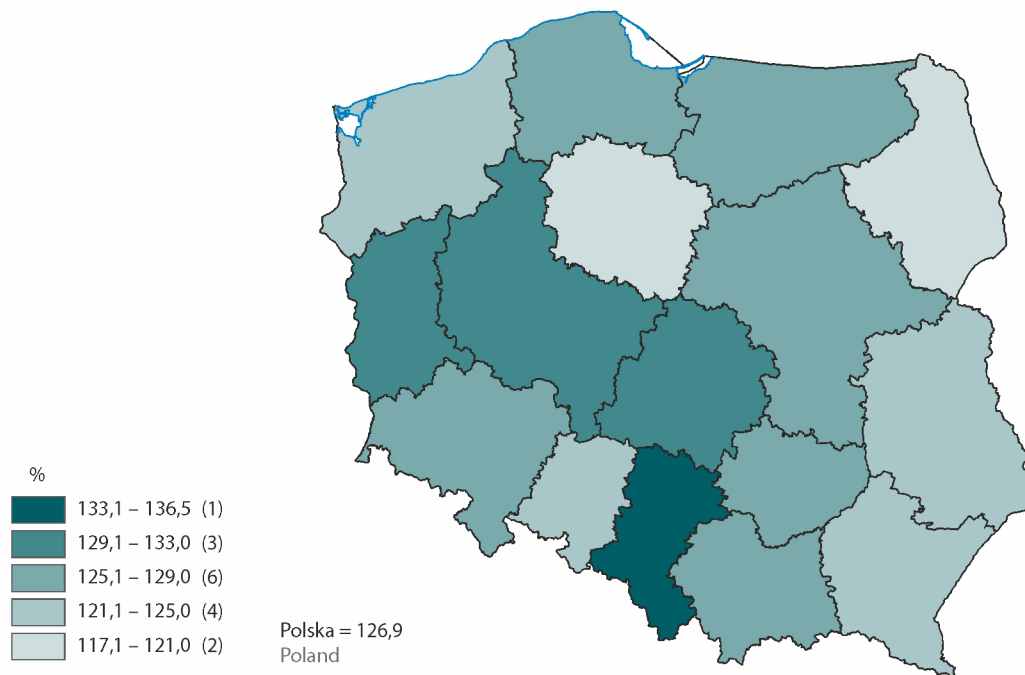 %
133,1 – 136,5 (1)
129,1 – 133,0 (3)
125,1 – 129,0 (6)
121,1 – 125,0 (4)
117,1 – 121,0 (2)
Polska = 126,9
Poland